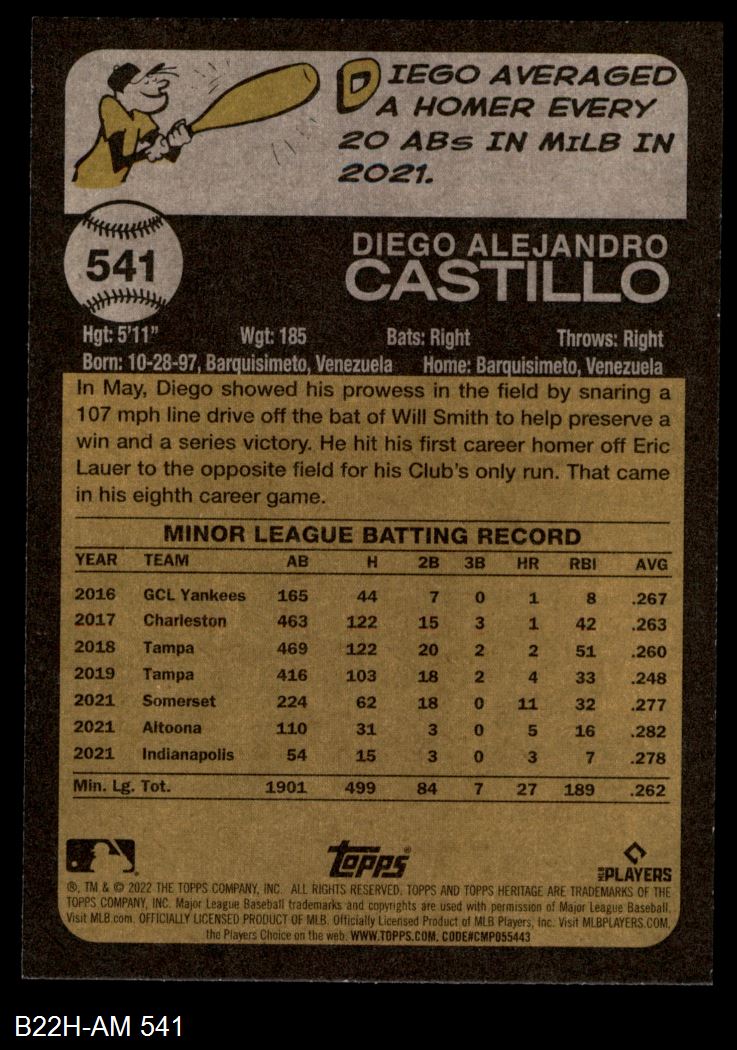 DIEGO AVERAGED
A HOMER EVERY
20 ABs IN MiLB IN
2021.
541
DIEGO ALEJANDRO
CASTILLO
Hgt: 5'11" Wgt: 185 Bats: Right Throws: Right
Born: 10-28-97, Barquisimeto, Venezuela Home: Barquisimeto, Venezuela
In May, Diego showed his prowess in the field by snaring a
107 mph line drive off the bat of Will Smith to help preserve a
win and a series victory. He hit his first career homer off Eric
Lauer to the opposite field for his Club's only run. That came
in his eighth career game.
MINOR LEAGUE BATTING RECORD
YEAR TEAM AB H 2B 3B HR RBI AVG
2016 GCL Yankees 165 44 7 0 1 8 .267
2017 Charleston 463 122 15 3 1 42 .263
2018 Tampa 469 122 20 2 2 51 .260
2019 Tampa 416 103 18 2 4 33 .248
2021 Somerset 224 62 18 0 11 32 .277
2021 Altoona 110 31 3 0 5 16 .282
2021 Indianapolis 54 15 3 0 3 7 .278
Min. Lg. Tot. 1901 499 84 7 27 189 .262
Topps®
MLB PLAYERS
®, TM & © 2022 THE TOPPS COMPANY, INC. ALL RIGHTS RESERVED. TOPPS AND TOPPS HERITAGE ARE TRADEMARKS OF THE
TOPPS COMPANY, INC. Major League Baseball trademarks and copyrights are used with permission of Major League Baseball.
Visit MLB.com. OFFICIALLY LICENSED PRODUCT OF MLB. Officially Licensed Product of MLB Players, Inc. Visit MLBPLAYERS.COM,
the Players Choice on the web. WWW.TOPPS.COM. CODE#CMP055443
B22H-AM 541